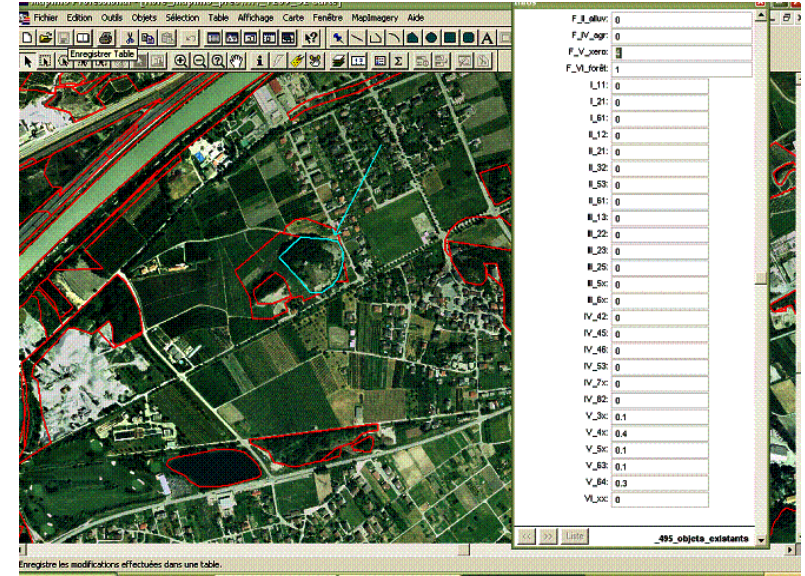 Fichier Edition Outils Objets Sélection Table Affichage Carte Fenêtre MapImagery Aide
Enregistrer Table
F_II_alluv: 0
F_IV_agr: 0
F_V_xero:
F_VI_forêt: 1
I_11: 0
I_21: 0
I_61: 0
II_12: 0
II_21: 0
II_32: 0
II_53: 0
II_61: 0
III_13: 0
III_22: 0
III_23: 0
III_25: 0
III_5x: 0
III_6x: 0
IV_42: 0
IV_45: 0
IV_46: 0
IV_53: 0
IV_7x: 0
IV_82: 0
V_3x: 0.1
V_4x: 0.4
V_5x: 0.1
V_63: 0.1
V_64: 0.3
VI_xx: 0
<< >> Liste _495_objets_existants
Enregistre les modifications effectuées dans une table.